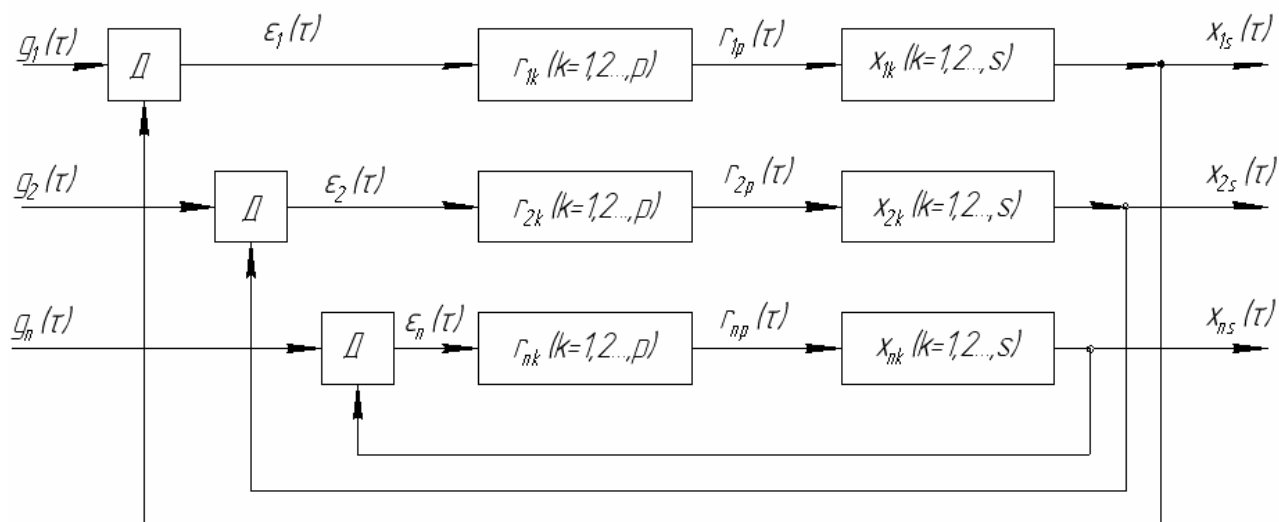 g₁(τ) Д ε₁(τ) r₁ₖ(k=1,2...,p) r₁ₚ(τ) x₁ₖ(k=1,2...,s) x₁ₛ(τ)
g₂(τ) Д ε₂(τ) r₂ₖ(k=1,2...,p) r₂ₚ(τ) x₂ₖ(k=1,2...,s) x₂ₛ(τ)
gₙ(τ) Д εₙ(τ) rₙₖ(k=1,2...,p) rₙₚ(τ) xₙₖ(k=1,2...,s) xₙₛ(τ)